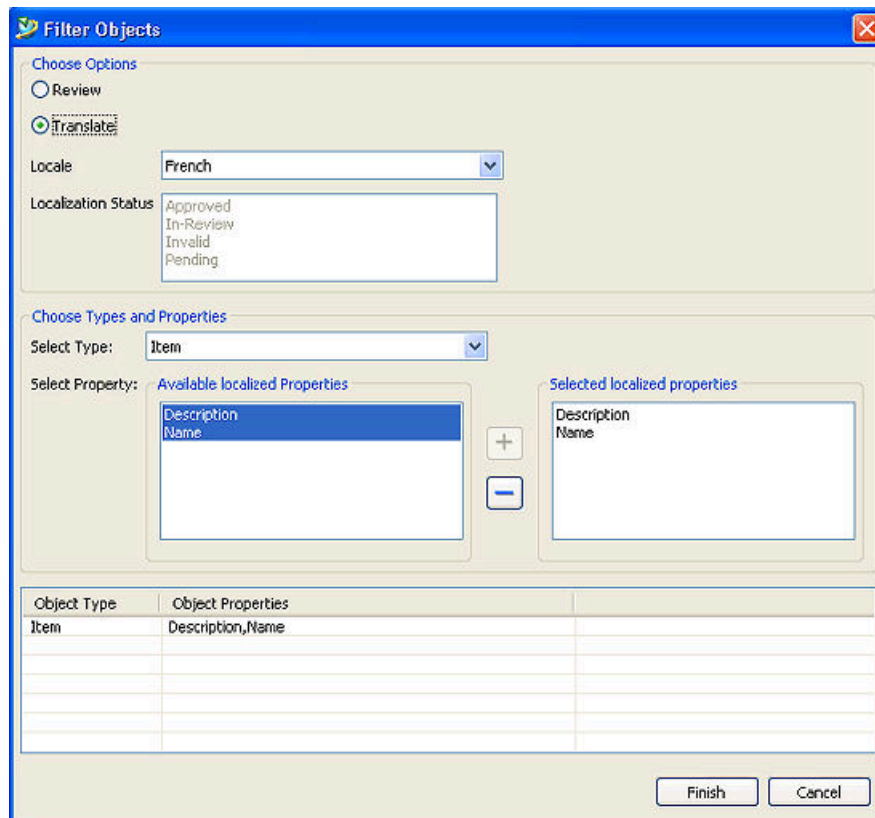 Filter Objects
Choose Options
Review
Translate
Locale French
Localization Status Approved
In-Review
Invalid
Pending
Choose Types and Properties
Select Type: Item
Select Property: Available localized Properties Selected localized properties
Description Description
Name Name
Object Type Object Properties
Item Description,Name
Finish Cancel